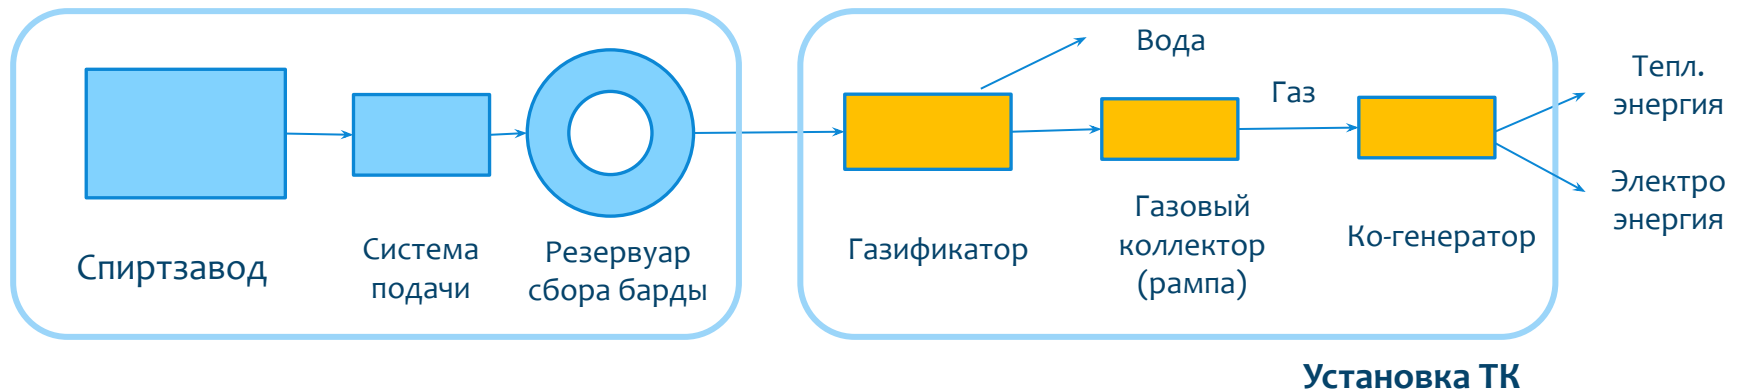 Спиртзавод
Система
подачи
Резервуар
сбора барды
Газификатор
Вода
Газовый
коллектор
(рампа)
Газ
Ко-генератор
Тепл.
энергия
Электро
энергия
Установка ТК